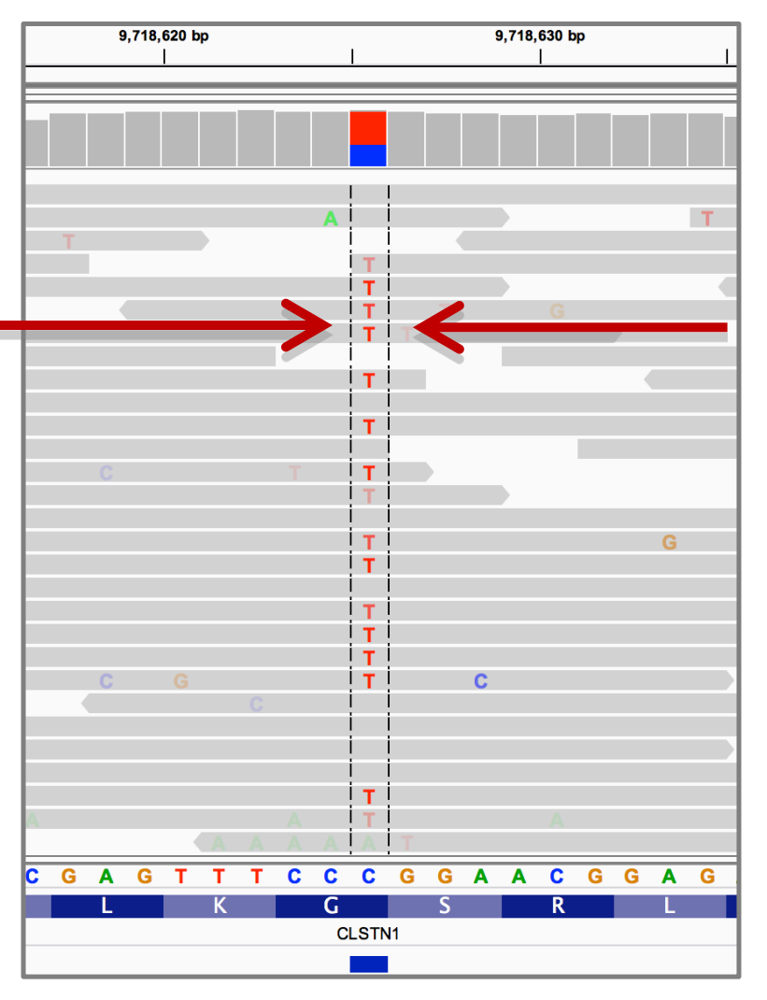 9,718,620 bp 9,718,630 bp
A T
T
T
T
T G
T T
T
T
C T T
T
T G
T
T
T
T
C G T C
C
T
A A T A
A A A A A T
C G A G T T T C C C G G A A C G G A G
L K G S R L
CLSTN1